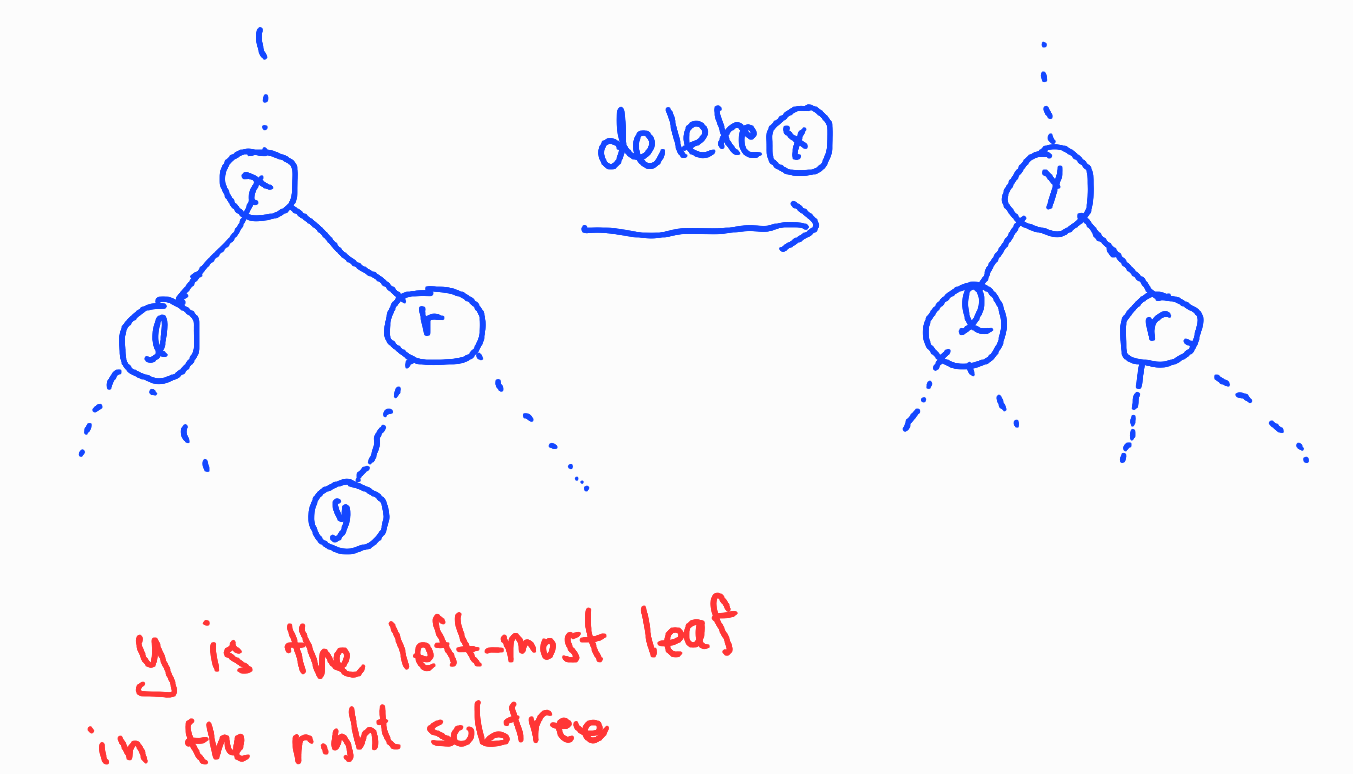 delete x
x
y
l
r
l
r
y
y is the left-most leaf
in the right subtree